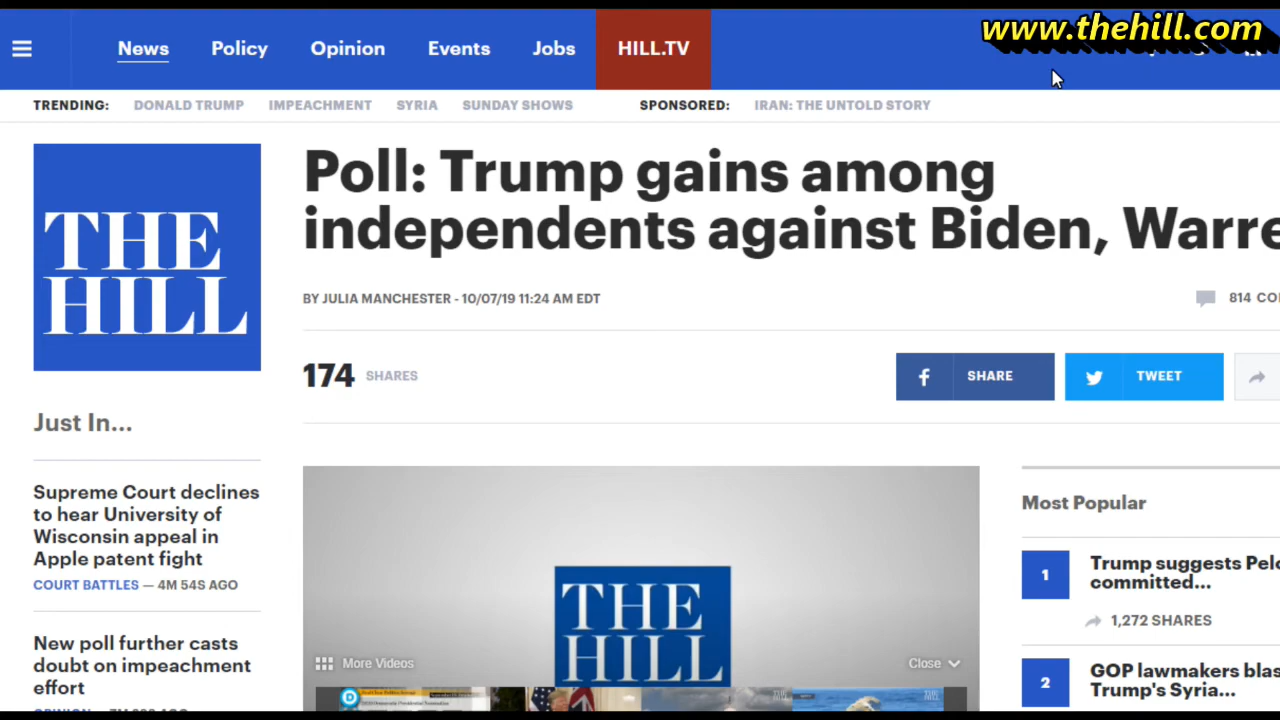 www.thehill.com
News Policy Opinion Events Jobs HILL.TV
TRENDING: DONALD TRUMP IMPEACHMENT SYRIA SUNDAY SHOWS SPONSORED: IRAN: THE UNTOLD STORY
THE
HILL
Poll: Trump gains among
independents against Biden, Warre
BY JULIA MANCHESTER - 10/07/19 11:24 AM EDT
814 CO
174 SHARES
SHARE
TWEET
Just In...
Supreme Court declines
to hear University of
Wisconsin appeal in
Apple patent fight
COURT BATTLES — 4M 54S AGO
New poll further casts
doubt on impeachment
effort
THE
HILL
More Videos
Close
Most Popular
1
Trump suggests Pel
committed...
1,272 SHARES
2
GOP lawmakers blas
Trump's Syria...